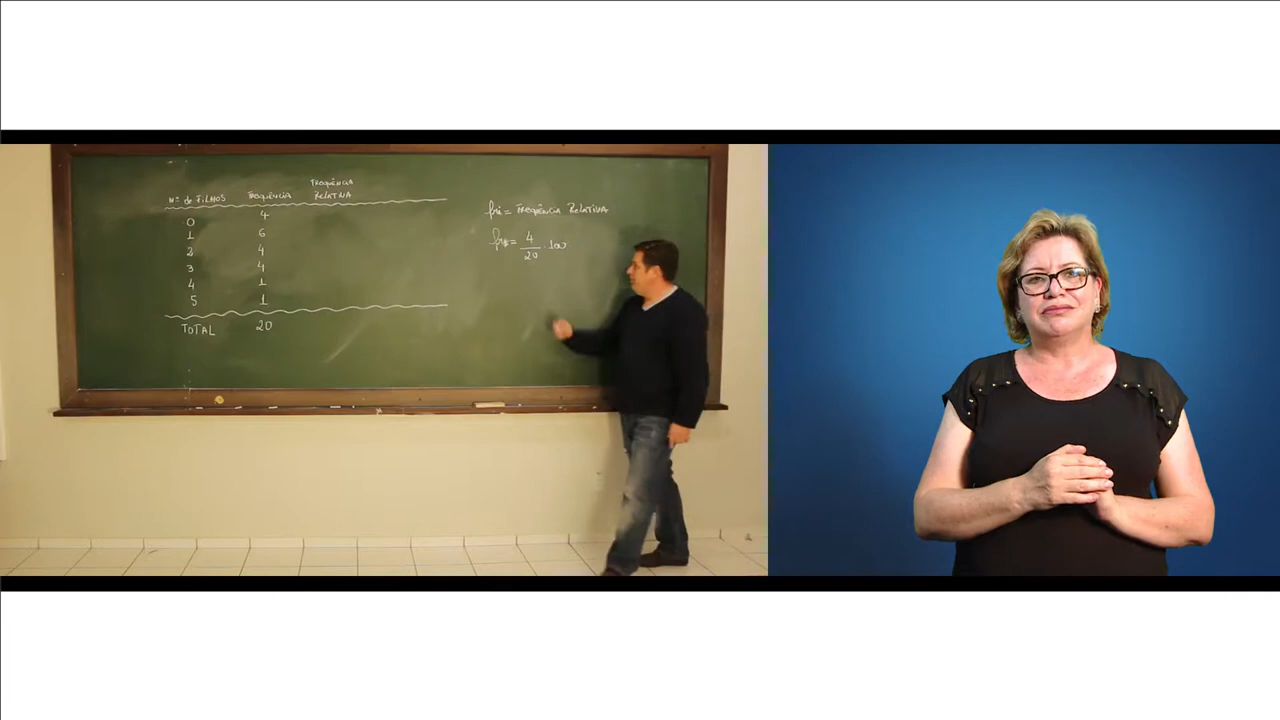 Nº de FILHOS FREQUÊNCIA FREQUÊNCIA RELATIVA
0 4
1 6
2 4
3 4
4 1
5 1
TOTAL 20
fri = FREQUÊNCIA RELATIVA
fri = 4/20 . 100